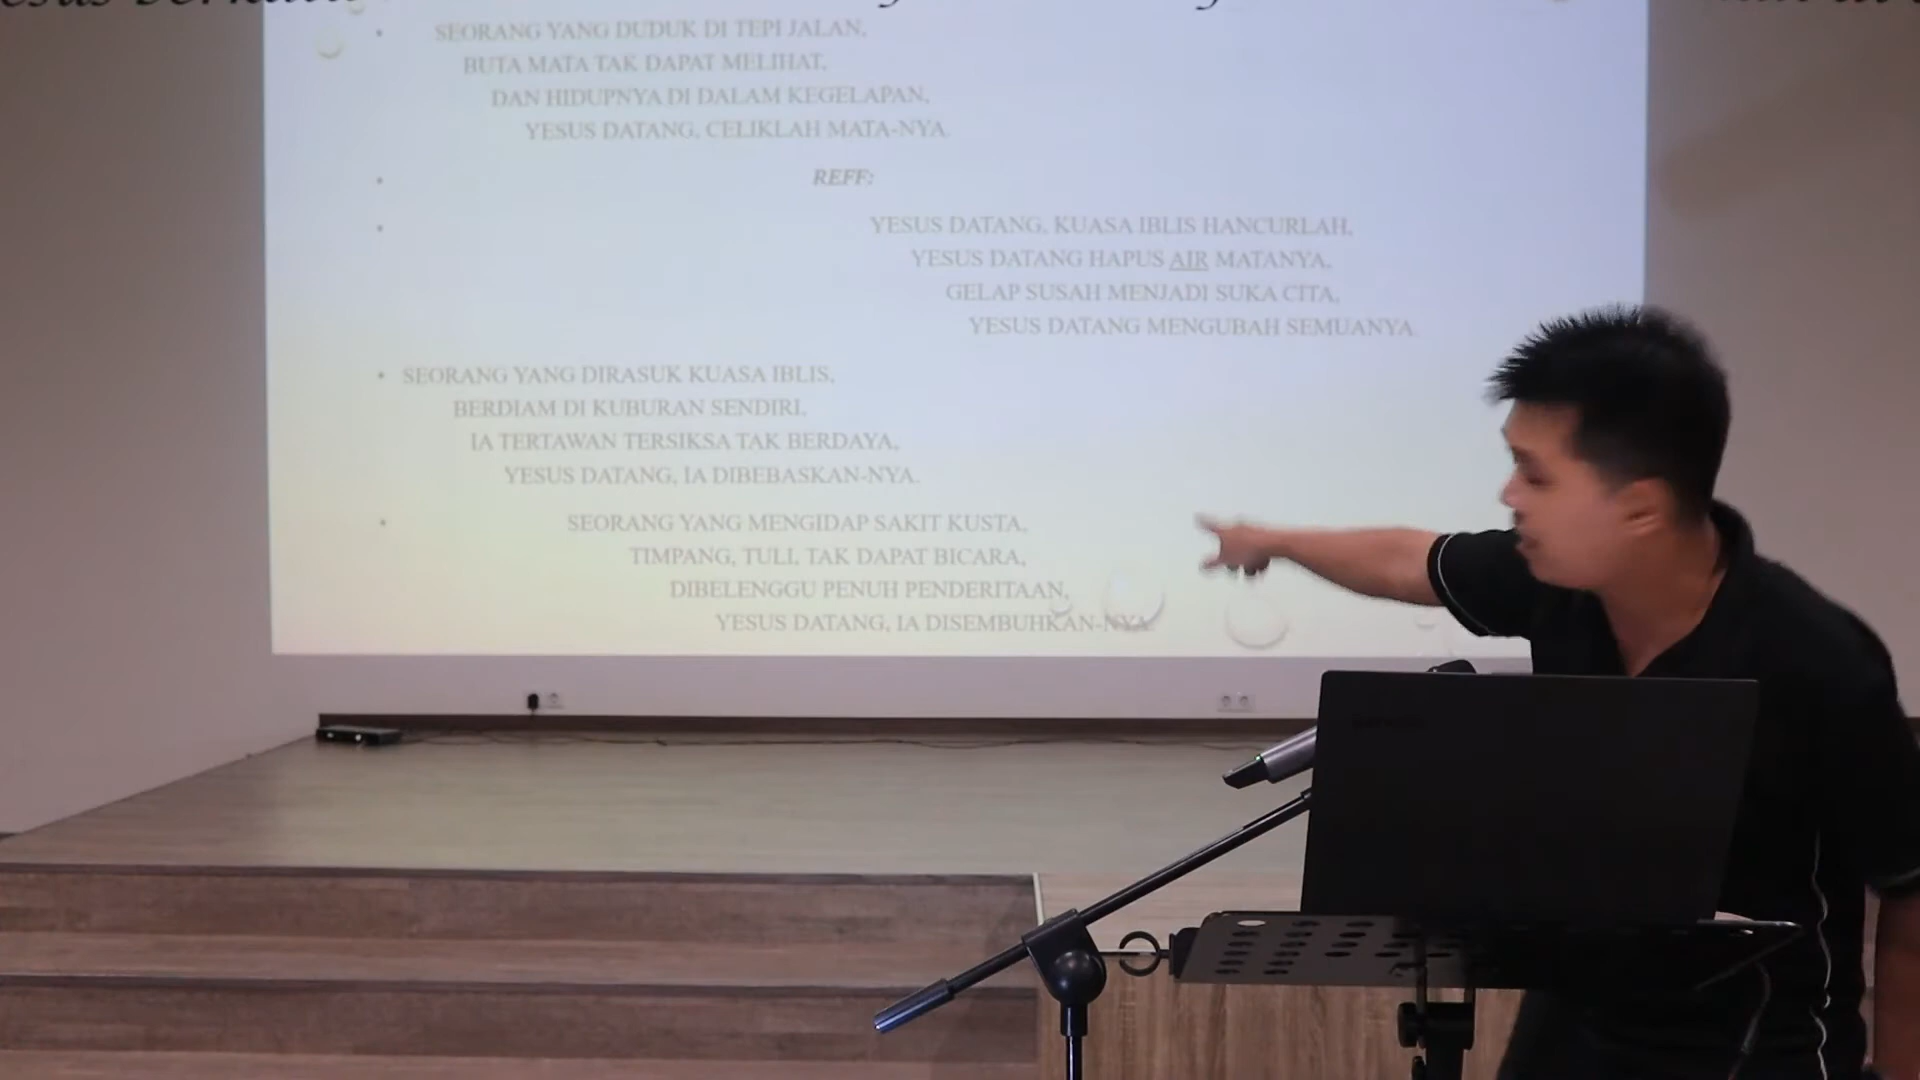 SEORANG YANG DUDUK DI TEPI JALAN,
BUTA MATA TAK DAPAT MELIHAT,
DAN HIDUPNYA DI DALAM KEGELAPAN,
YESUS DATANG, CELIKLAH MATA-NYA.
REFF:
YESUS DATANG, KUASA IBLIS HANCURLAH,
YESUS DATANG HAPUS AIR MATANYA,
GELAP SUSAH MENJADI SUKA CITA,
YESUS DATANG MENGUBAH SEMUANYA.
SEORANG YANG DIRASUK KUASA IBLIS,
BERDIAM DI KUBURAN SENDIRI,
IA TERTAWAN TERSIKSA TAK BERDAYA,
YESUS DATANG, IA DIBEBASKAN-NYA.
SEORANG YANG MENGIDAP SAKIT KUSTA,
TIMPANG, TULI, TAK DAPAT BICARA,
DIBELENGGU PENUH PENDERITAAN,
YESUS DATANG, IA DISEMBUHKAN-NYA.